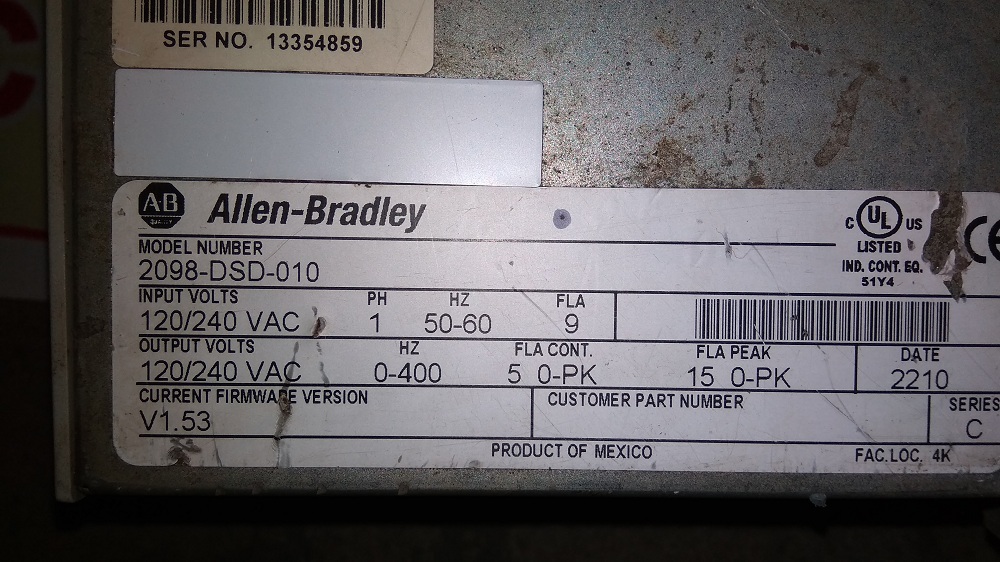 SER NO. 13354859
AB QUALITY Allen-Bradley
C UL US
LISTED
IND. CONT. EQ.
51Y4
CE
MODEL NUMBER
2098-DSD-010
INPUT VOLTS PH HZ FLA
120/240 VAC 1 50-60 9
OUTPUT VOLTS HZ FLA CONT. FLA PEAK DATE
120/240 VAC 0-400 5 0-PK 15 0-PK 2210
CURRENT FIRMWARE VERSION CUSTOMER PART NUMBER SERIES
V1.53 C
PRODUCT OF MEXICO FAC.LOC. 4K